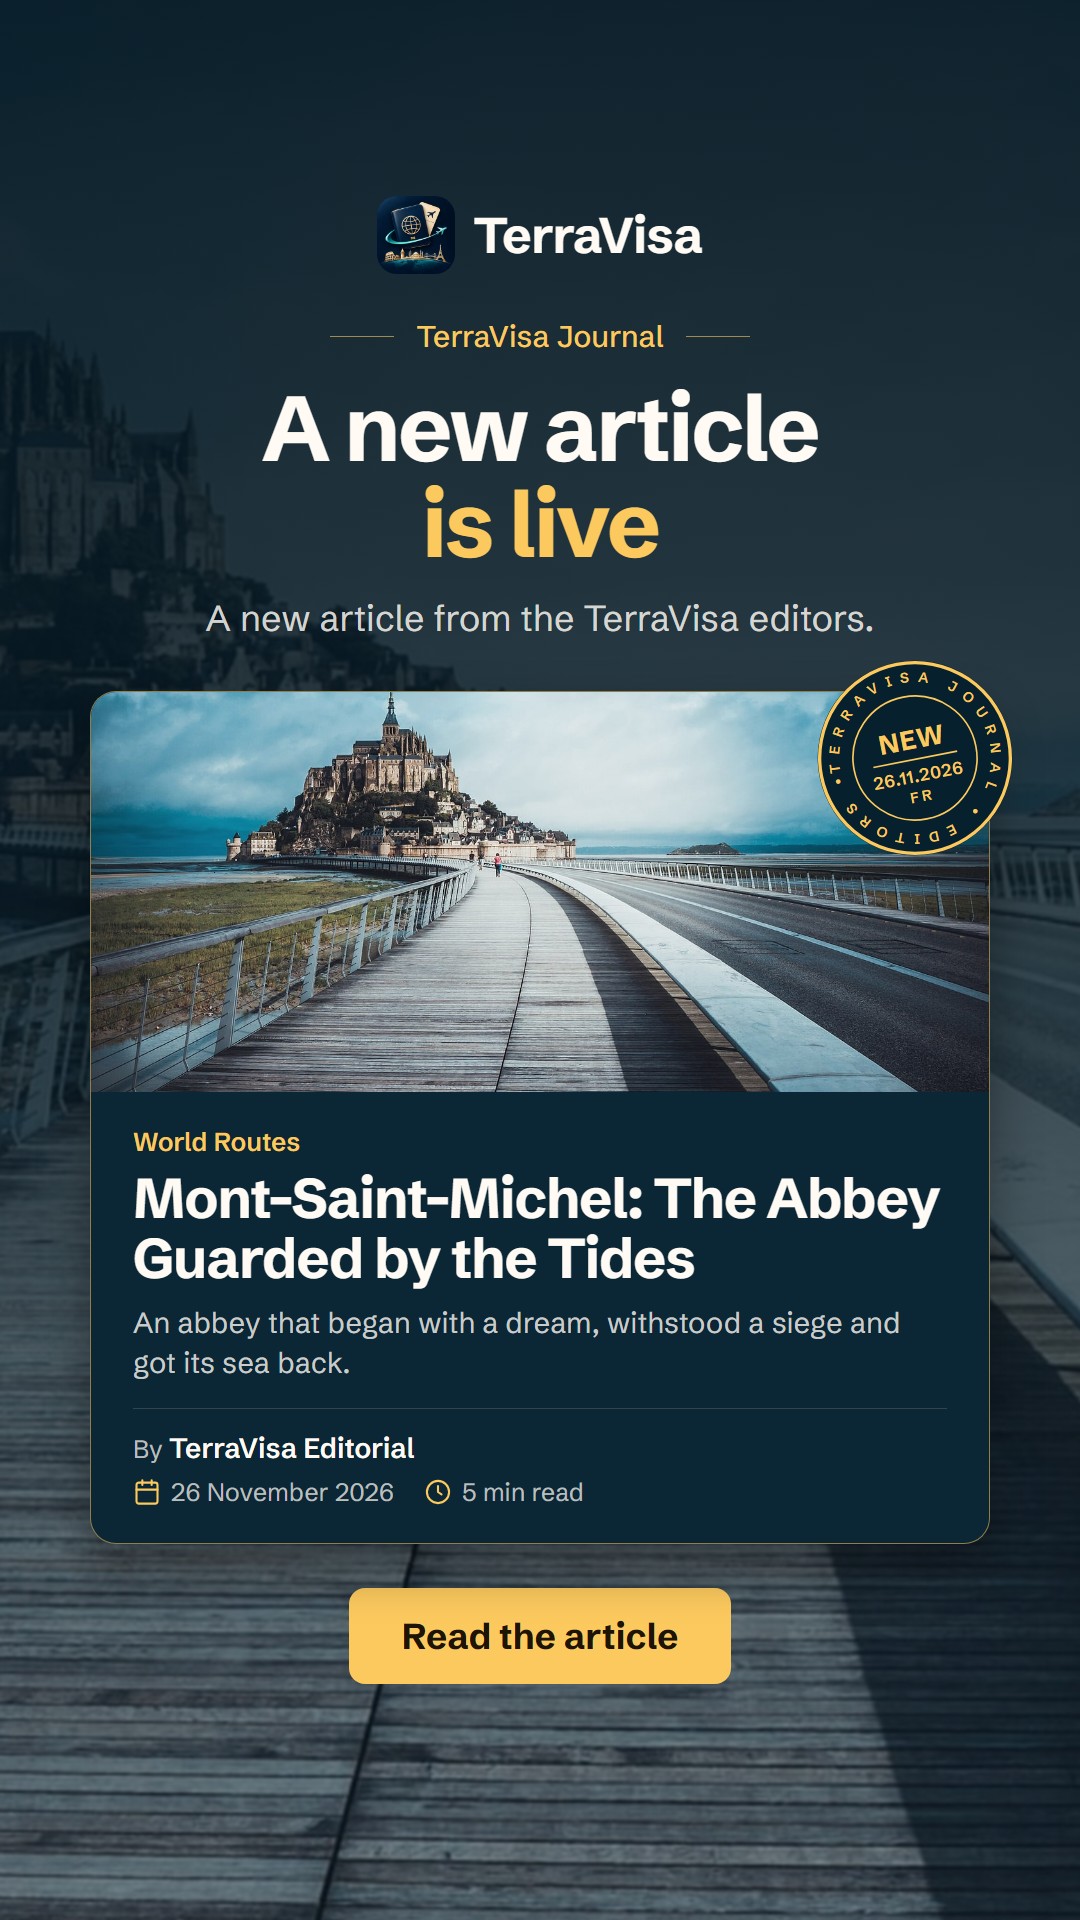 TerraVisa
TerraVisa Journal
A new article
is live
A new article from the TerraVisa editors.
TERRAVISA JOURNAL • EDITORS •
NEW
26.11.2026
FR
World Routes
Mont-Saint-Michel: The Abbey
Guarded by the Tides
An abbey that began with a dream, withstood a siege and
got its sea back.
By TerraVisa Editorial
26 November 2026
5 min read
Read the article